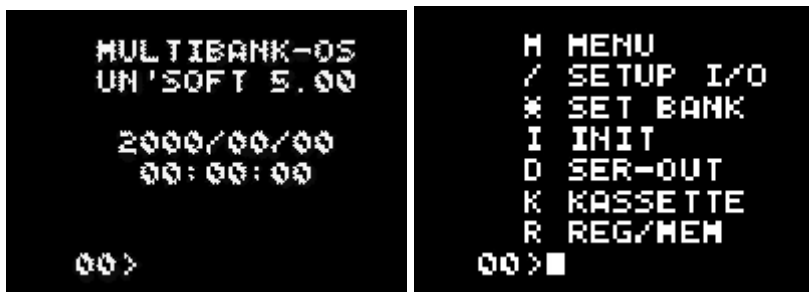 MULTIBANK-OS
UN'SOFT 5.00
2000/00/00
00:00:00
00>
M MENU
/ SETUP I/O
* SET BANK
I INIT
D SER-OUT
K KASSETTE
R REG/MEM
00>